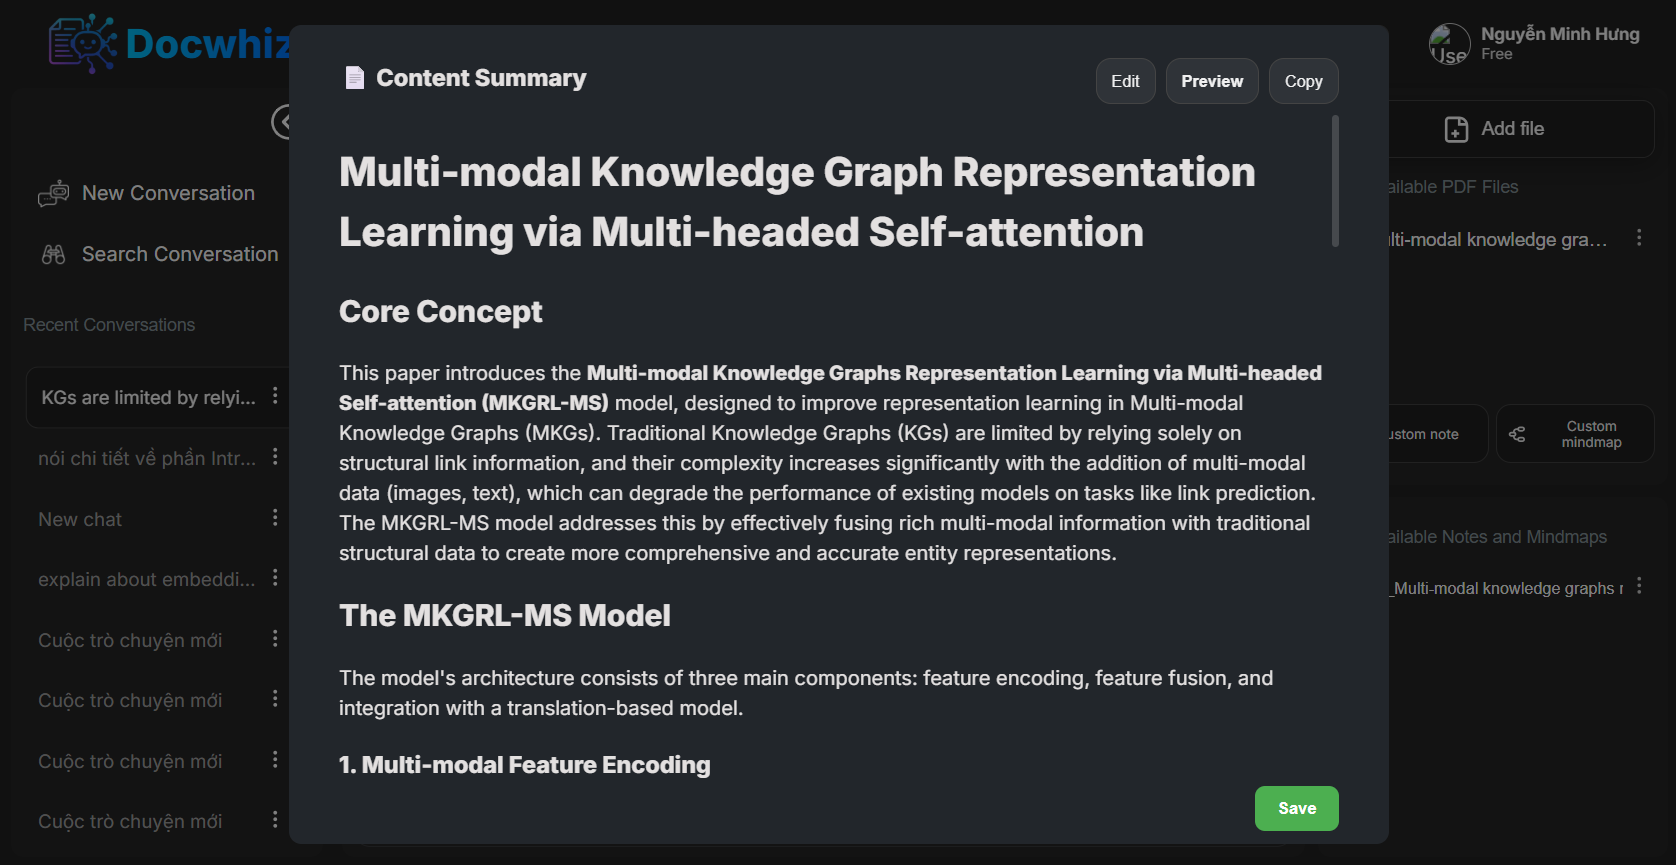 Docwhiz
Nguyễn Minh Hưng
Free
Use
New Conversation
Search Conversation
Recent Conversations
KGs are limited by relyi...
nói chi tiết về phần Intr...
New chat
explain about embeddi...
Cuộc trò chuyện mới
Cuộc trò chuyện mới
Cuộc trò chuyện mới
Cuộc trò chuyện mới
Content Summary
Edit
Preview
Copy
Multi-modal Knowledge Graph Representation
Learning via Multi-headed Self-attention
Core Concept
This paper introduces the Multi-modal Knowledge Graphs Representation Learning via Multi-headed
Self-attention (MKGRL-MS) model, designed to improve representation learning in Multi-modal
Knowledge Graphs (MKGs). Traditional Knowledge Graphs (KGs) are limited by relying solely on
structural link information, and their complexity increases significantly with the addition of multi-modal
data (images, text), which can degrade the performance of existing models on tasks like link prediction.
The MKGRL-MS model addresses this by effectively fusing rich multi-modal information with traditional
structural data to create more comprehensive and accurate entity representations.
The MKGRL-MS Model
The model's architecture consists of three main components: feature encoding, feature fusion, and
integration with a translation-based model.
1. Multi-modal Feature Encoding
Save
Add file
ailable PDF Files
lti-modal knowledge gra...
ustom note
Custom
mindmap
ailable Notes and Mindmaps
_Multi-modal knowledge graphs r